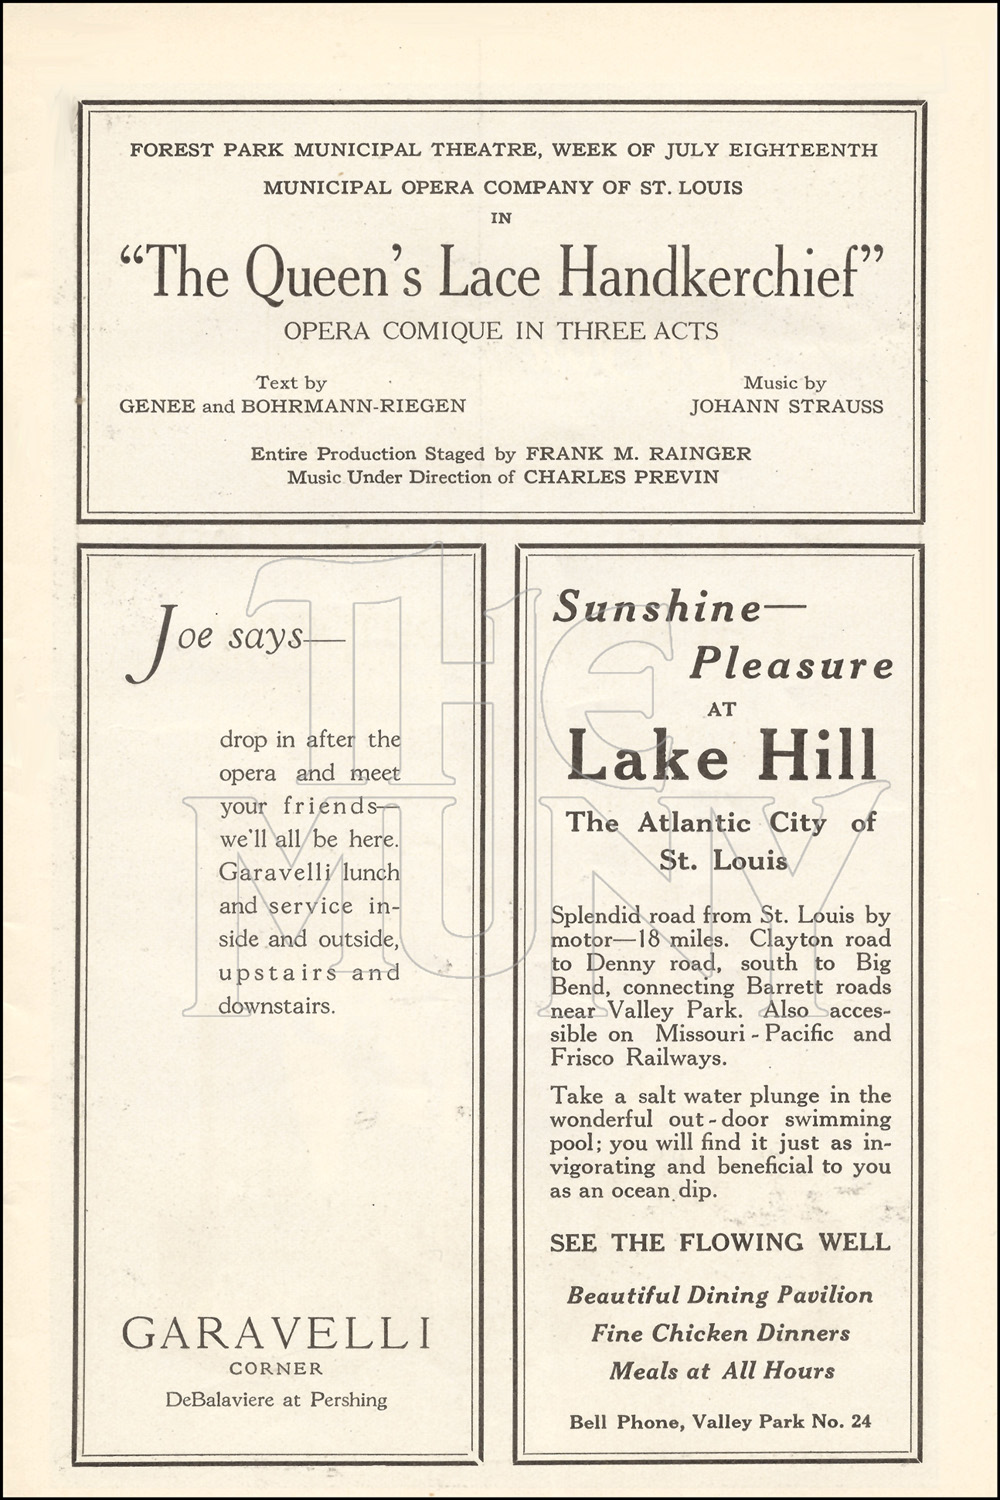 FOREST PARK MUNICIPAL THEATRE, WEEK OF JULY EIGHTEENTH
MUNICIPAL OPERA COMPANY OF ST. LOUIS
IN
“The Queen’s Lace Handkerchief”
OPERA COMIQUE IN THREE ACTS
Text by
GENEE and BOHRMANN-RIEGEN
Music by
JOHANN STRAUSS
Entire Production Staged by FRANK M. RAINGER
Music Under Direction of CHARLES PREVIN
Joe says—
drop in after the
opera and meet
your friends—
we’ll all be here.
Garavelli lunch
and service in-
side and outside,
upstairs and
downstairs.
GARAVELLI
CORNER
DeBalaviere at Pershing
Sunshine—
Pleasure
AT
Lake Hill
The Atlantic City of
St. Louis
Splendid road from St. Louis by
motor—18 miles. Clayton road
to Denny road, south to Big
Bend, connecting Barrett roads
near Valley Park. Also acces-
sible on Missouri-Pacific and
Frisco Railways.
Take a salt water plunge in the
wonderful out-door swimming
pool; you will find it just as in-
vigorating and beneficial to you
as an ocean dip.
SEE THE FLOWING WELL
Beautiful Dining Pavilion
Fine Chicken Dinners
Meals at All Hours
Bell Phone, Valley Park No. 24
THE
MUNY